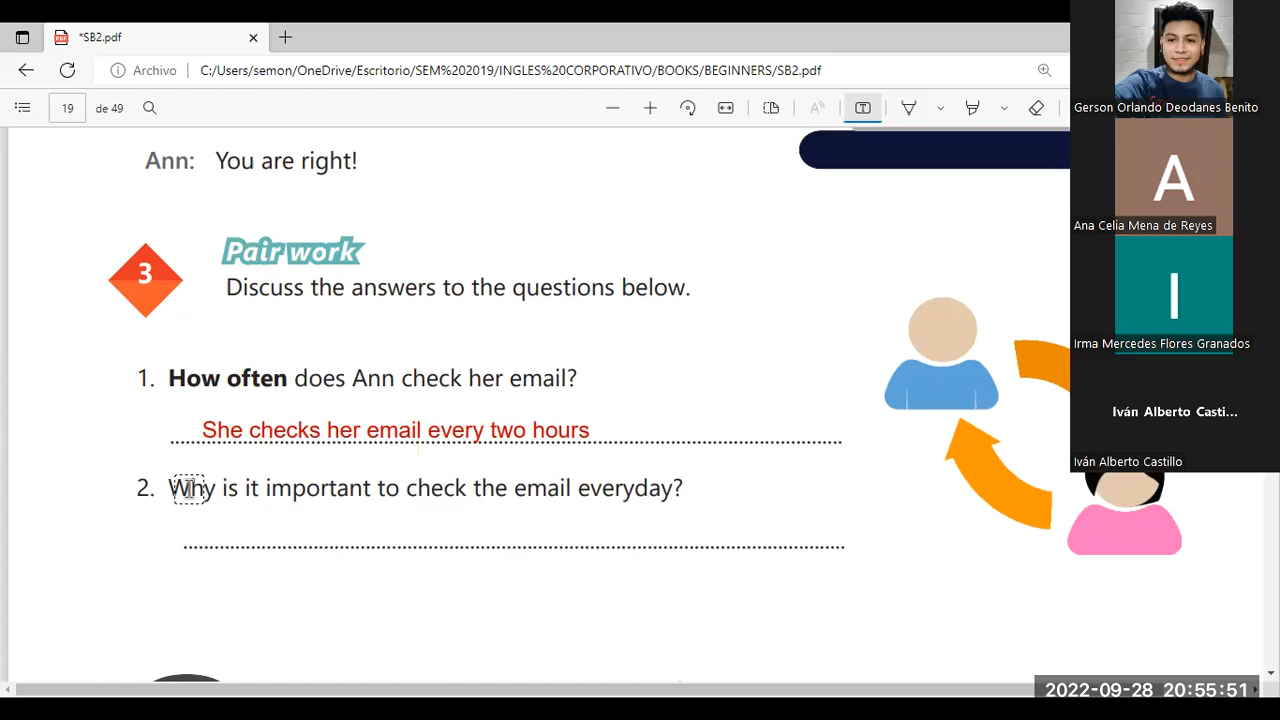 *SB2.pdf
Archivo
C:/Users/semon/OneDrive/Escritorio/SEM%2019/INGLES%20CORPORATIVO/BOOKS/BEGINNERS/SB2.pdf
19 de 49
Ann: You are right!
3
Pair work
Discuss the answers to the questions below.
1. How often does Ann check her email?
She checks her email every two hours
2. Why is it important to check the email everyday?
Gerson Orlando Deodanes Benito
A
Ana Celia Mena de Reyes
I
Irma Mercedes Flores Granados
Iván Alberto Casti...
Iván Alberto Castillo
2022-09-28 20:55:51